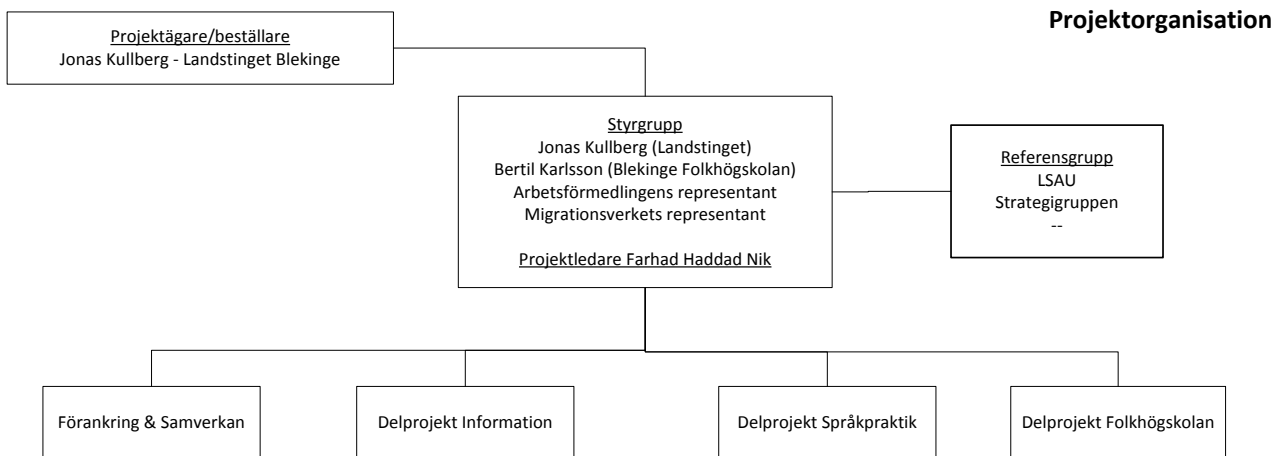 Projektorganisation
Projektägare/beställare
Jonas Kullberg - Landstinget Blekinge
Styrgrupp
Jonas Kullberg (Landstinget)
Bertil Karlsson (Blekinge Folkhögskolan)
Arbetsförmedlingens representant
Migrationsverkets representant
Projektledare Farhad Haddad Nik
Referensgrupp
LSAU
Strategigruppen
--
Förankring & Samverkan
Delprojekt Information
Delprojekt Språkpraktik
Delprojekt Folkhögskolan